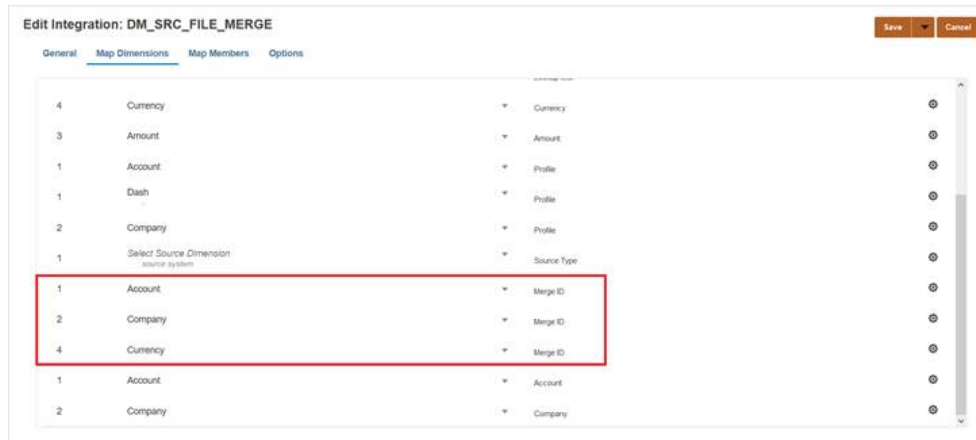 Edit Integration: DM_SRC_FILE_MERGE
Save
Cancel
General Map Dimensions Map Members Options
4 Currency Currency
3 Amount Amount
1 Account Profile
1 Dash Profile
2 Company Profile
1 Select Source Dimension Source Type
source system
1 Account Merge ID
2 Company Merge ID
4 Currency Merge ID
1 Account Account
2 Company Company